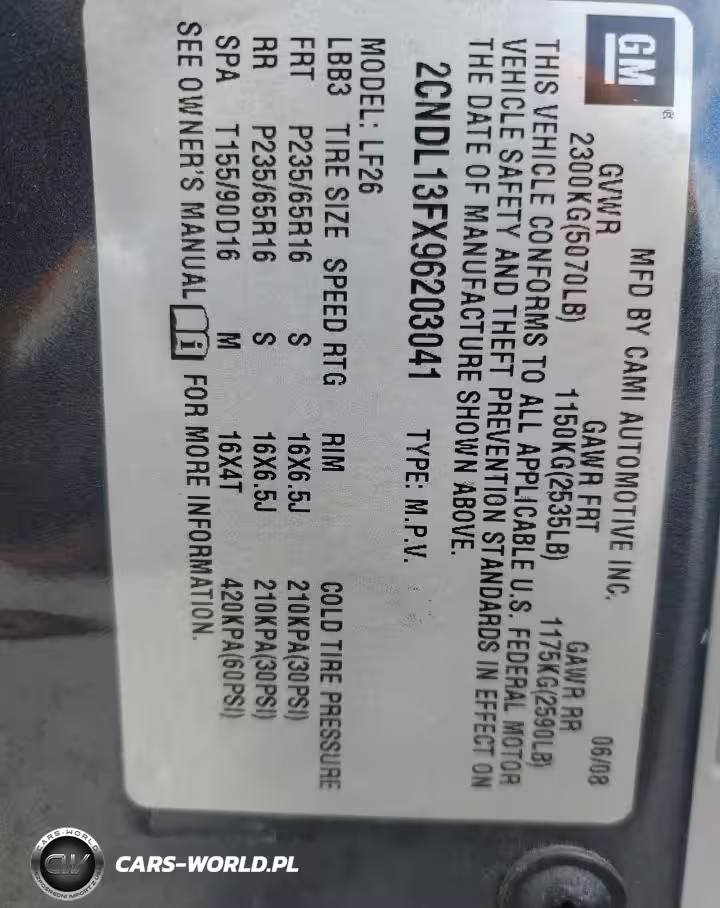 GM ®
MFD BY CAMI AUTOMOTIVE INC. 06/08
GVWR GAWR FRT GAWR RR
2300KG(5070LB) 1150KG(2535LB) 1175KG(2590LB)
THIS VEHICLE CONFORMS TO ALL APPLICABLE U.S. FEDERAL MOTOR
VEHICLE SAFETY AND THEFT PREVENTION STANDARDS IN EFFECT ON
THE DATE OF MANUFACTURE SHOWN ABOVE.
2CNDL13FX96203041 TYPE: M.P.V.
MODEL: LF26
LBB3 TIRE SIZE SPEED RTG RIM COLD TIRE PRESSURE
FRT P235/65R16 S 16X6.5J 210KPA(30PSI)
RR P235/65R16 S 16X6.5J 210KPA(30PSI)
SPA T155/90D16 M 16X4T 420KPA(60PSI)
SEE OWNER'S MANUAL i FOR MORE INFORMATION.
CARS-WORLD
CW
CARS-WORLD.PL